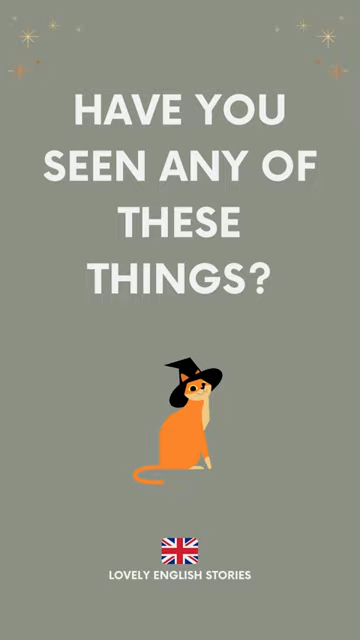 HAVE YOU
SEEN ANY OF
THESE
THINGS?
LOVELY ENGLISH STORIES